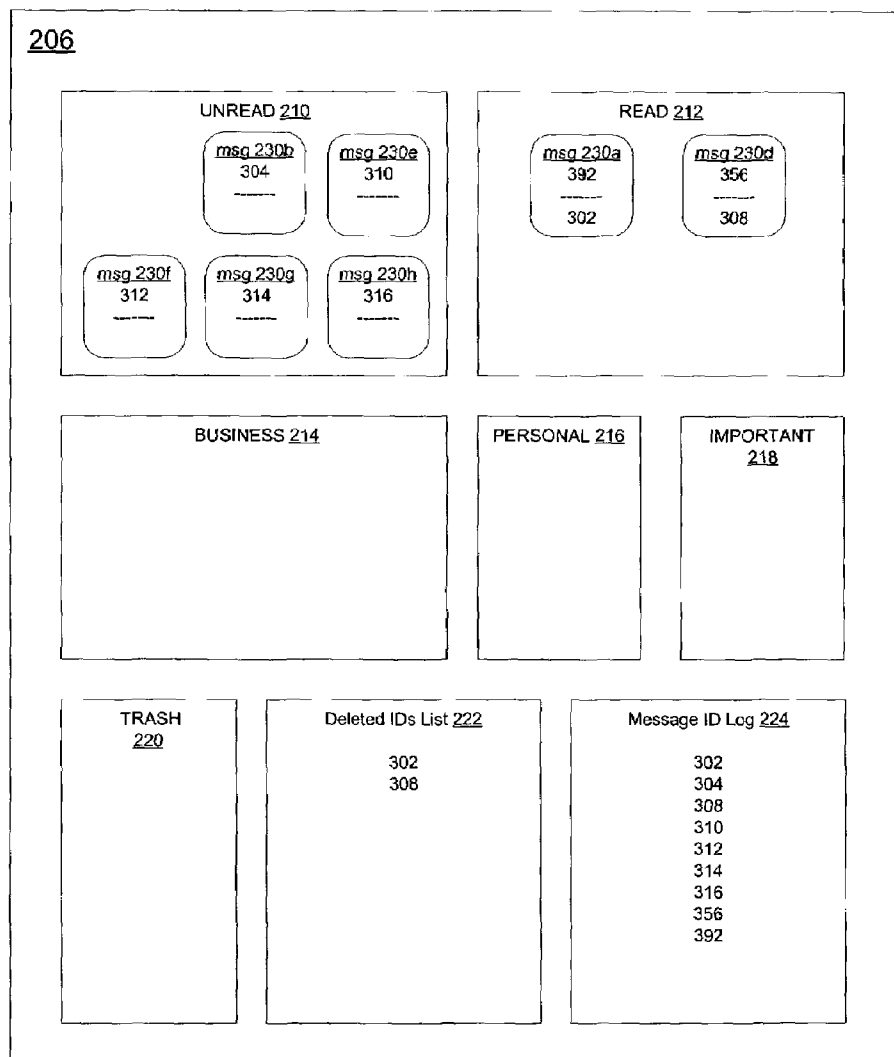 206
UNREAD 210
msg 230b
304
-------
msg 230e
310
-------
msg 230f
312
-------
msg 230g
314
-------
msg 230h
316
-------
READ 212
msg 230a
392
-------
302
msg 230d
356
-------
308
BUSINESS 214
PERSONAL 216
IMPORTANT
218
TRASH
220
Deleted IDs List 222
302
308
Message ID Log 224
302
304
308
310
312
314
316
356
392